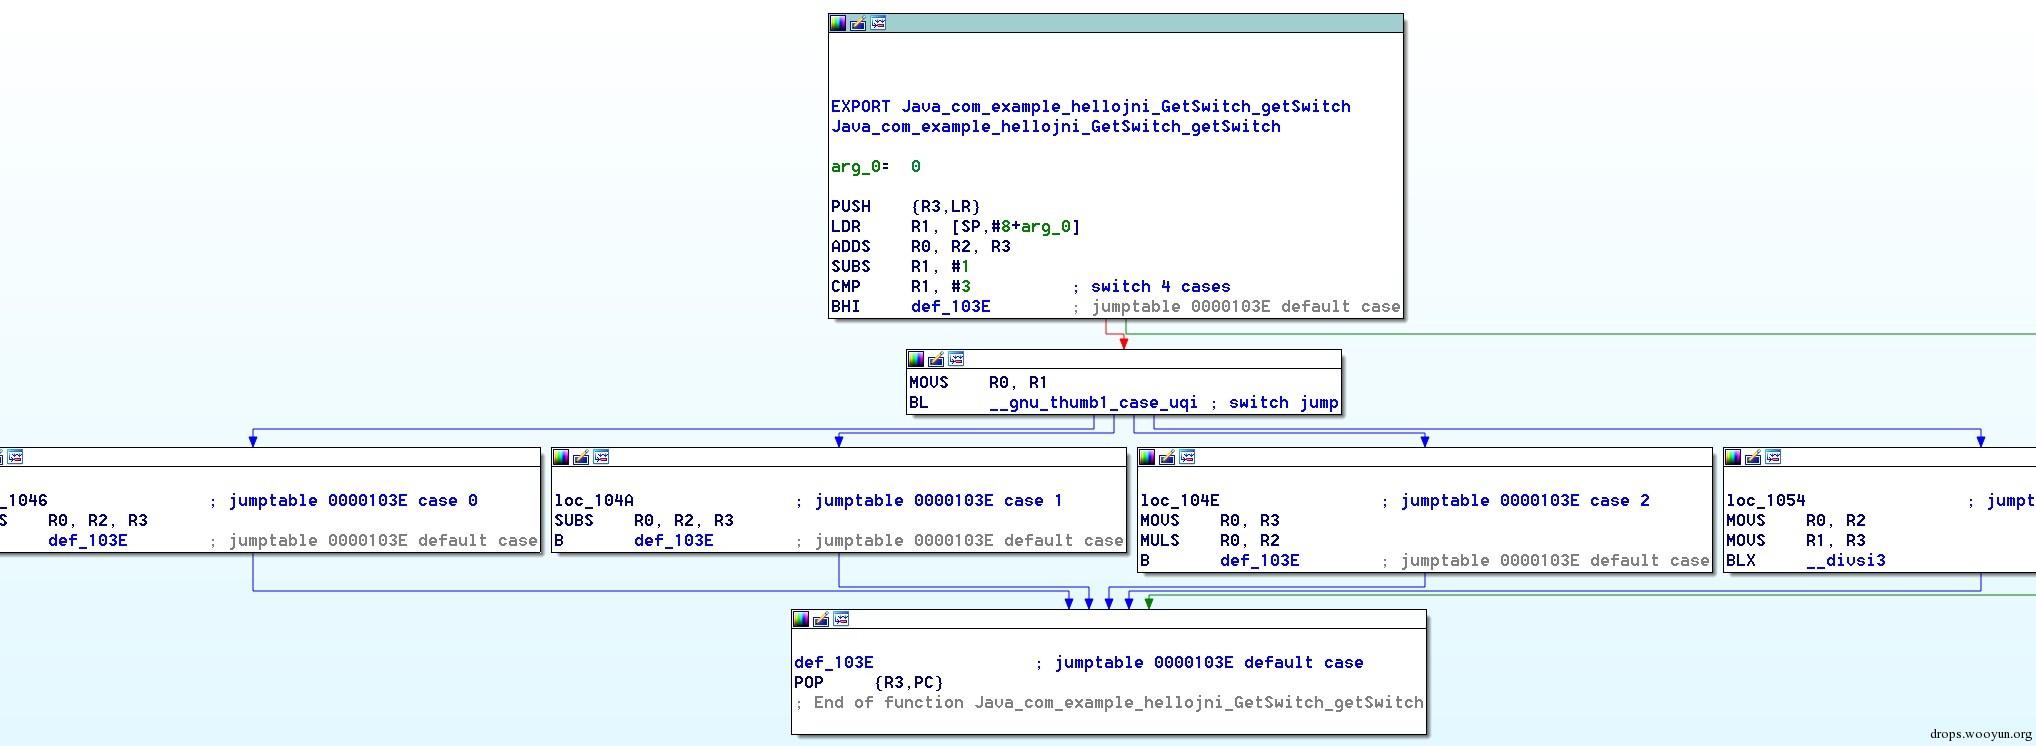 EXPORT Java_com_example_hellojni_GetSwitch_getSwitch
Java_com_example_hellojni_GetSwitch_getSwitch
arg_0= 0
PUSH {R3,LR}
LDR R1, [SP,#8+arg_0]
ADDS R0, R2, R3
SUBS R1, #1
CMP R1, #3 ; switch 4 cases
BHI def_103E ; jumptable 0000103E default case
MOVS R0, R1
BL __gnu_thumb1_case_uqi ; switch jump
_1046 ; jumptable 0000103E case 0
S R0, R2, R3
def_103E ; jumptable 0000103E default case
loc_104A ; jumptable 0000103E case 1
SUBS R0, R2, R3
B def_103E ; jumptable 0000103E default case
loc_104E ; jumptable 0000103E case 2
MOVS R0, R3
MULS R0, R2
B def_103E ; jumptable 0000103E default case
loc_1054 ; jumpt
MOVS R0, R2
MOVS R1, R3
BLX __divsi3
def_103E ; jumptable 0000103E default case
POP {R3,PC}
; End of function Java_com_example_hellojni_GetSwitch_getSwitch
drops.wooyun.org